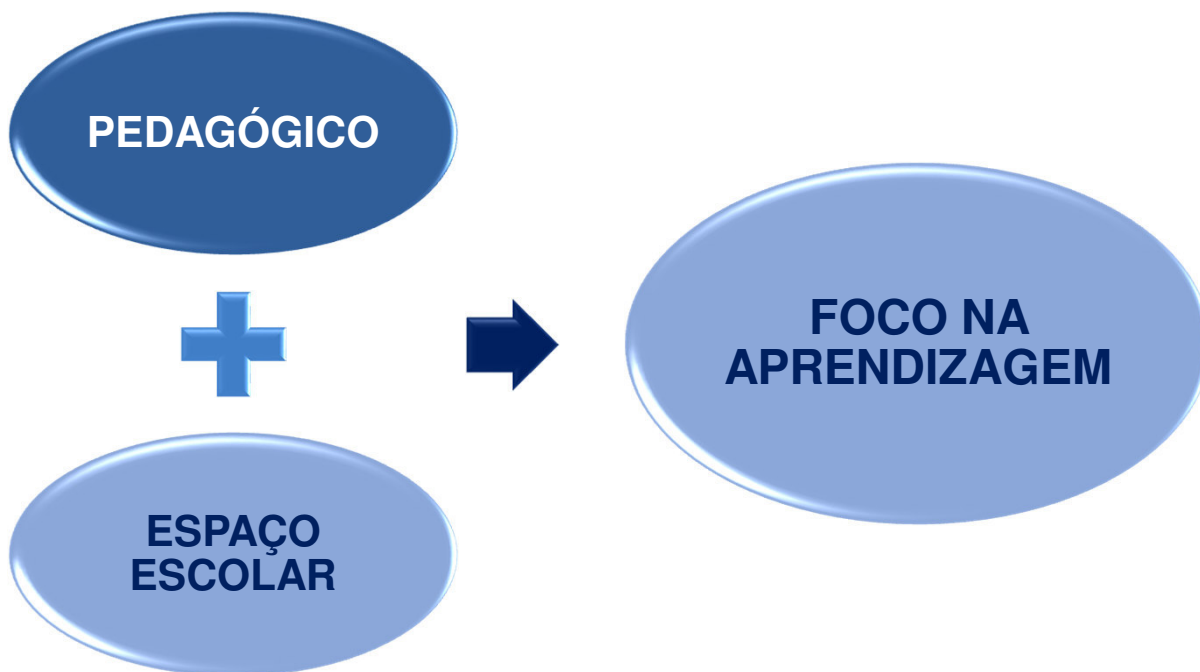 PEDAGÓGICO
ESPAÇO
ESCOLAR
FOCO NA
APRENDIZAGEM